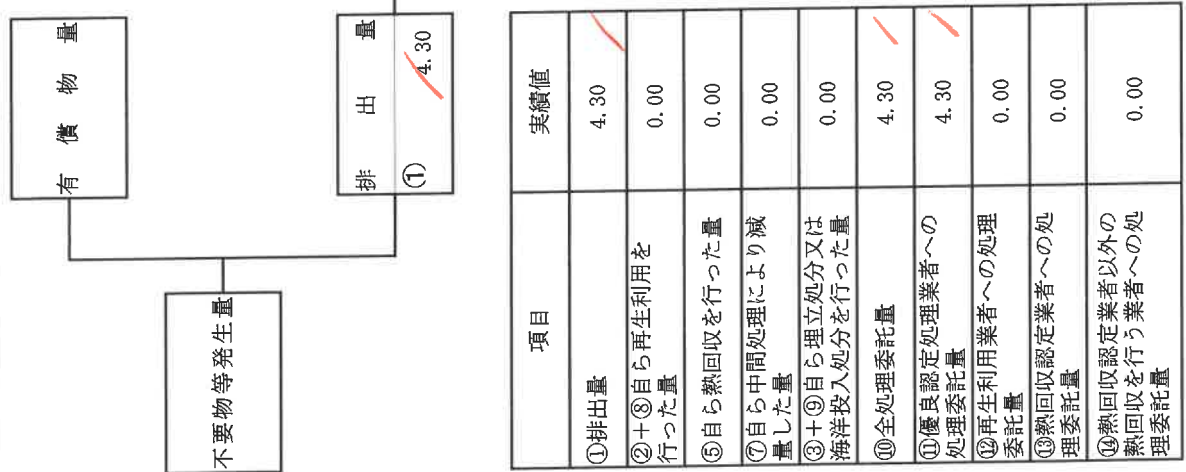 有償物量
不要物等発生量
排出量
① 4.30
項目 実績値
①排出量 4.30
②+⑧自ら再生利用を
行った量 0.00
⑤自ら熱回収を行った量 0.00
⑦自ら中間処理により減
量した量 0.00
③+⑨自ら埋立処分又は
海洋投入処分を行った量 0.00
⑩全処理委託量 4.30
⑪優良認定処理業者への
処理委託量 4.30
⑫再生利用業者への処理
委託量 0.00
⑬熱回収認定業者への処
理委託量 0.00
⑭熱回収認定業者以外の
熱回収を行う業者への処
理委託量 0.00